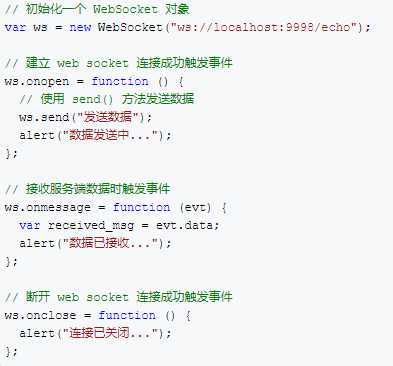 // 初始化一个 WebSocket 对象
var ws = new WebSocket("ws://localhost:9998/echo");
// 建立 web socket 连接成功触发事件
ws.onopen = function () {
// 使用 send() 方法发送数据
ws.send("发送数据");
alert("数据发送中...");
};
// 接收服务端数据时触发事件
ws.onmessage = function (evt) {
var received_msg = evt.data;
alert("数据已接收...");
};
// 断开 web socket 连接成功触发事件
ws.onclose = function () {
alert("连接已关闭...");
};